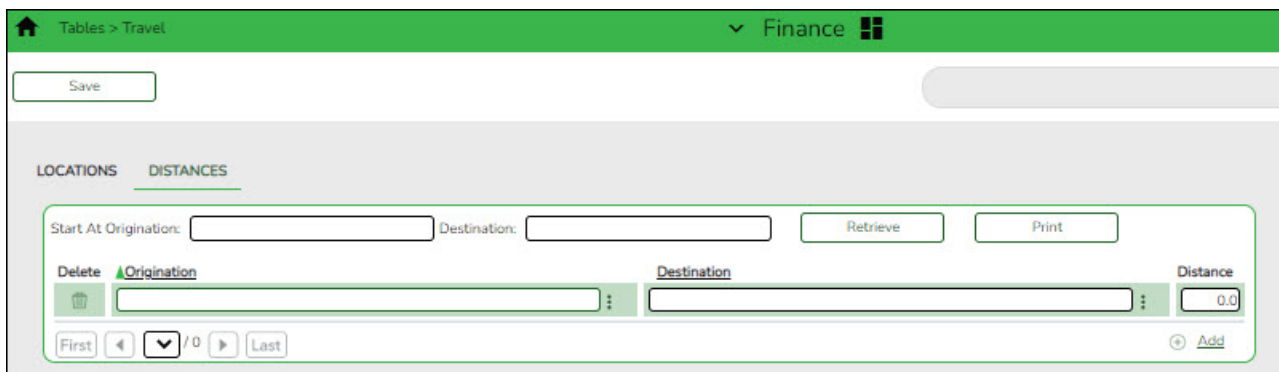 Tables > Travel Finance
Save
LOCATIONS DISTANCES
Start At Origination: Destination: Retrieve Print
Delete Origination Destination Distance
0.0
First / 0 Last Add